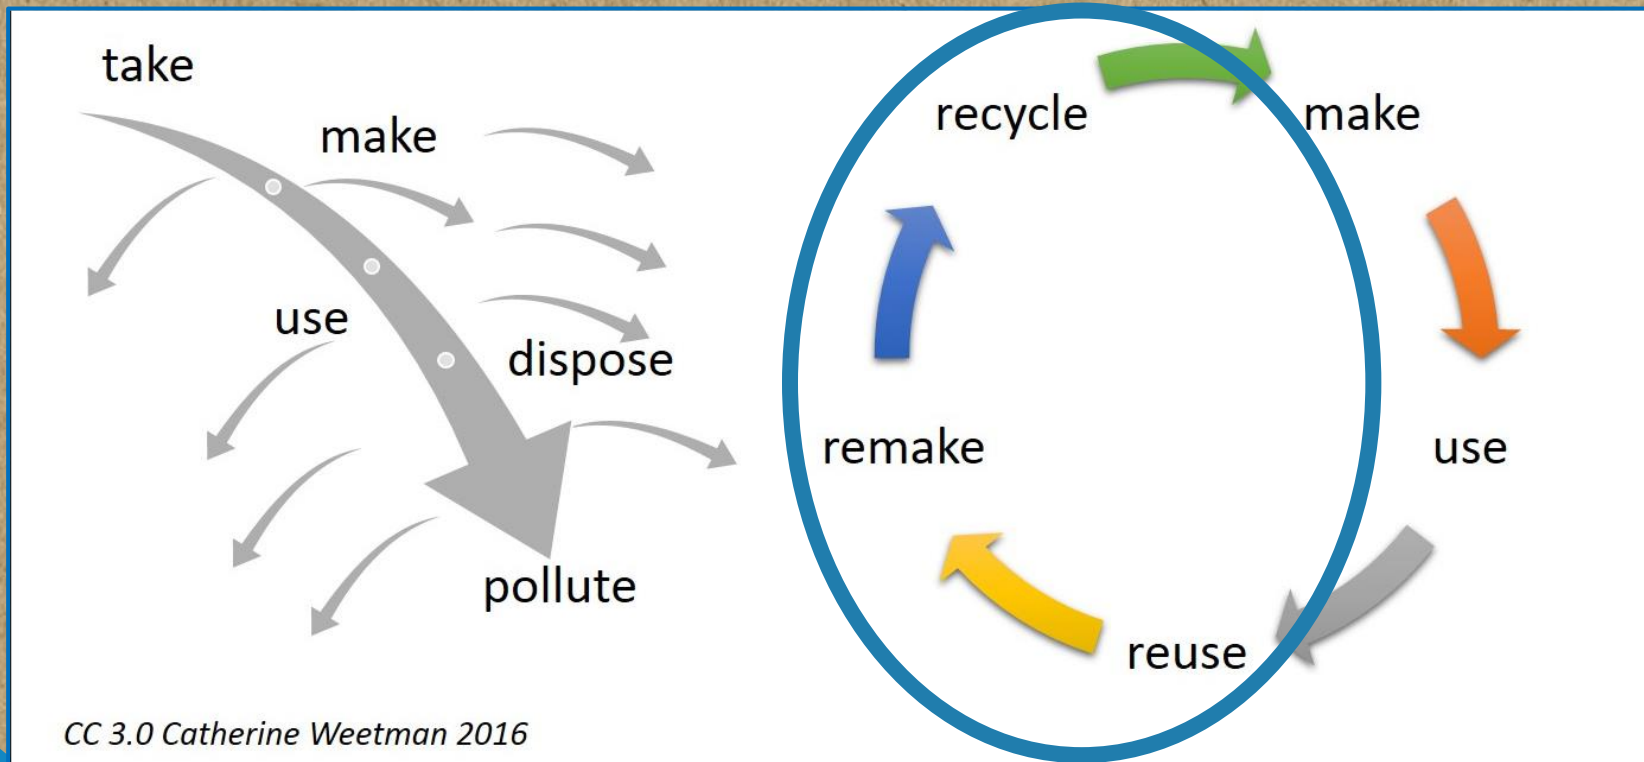 take
make
use
dispose
pollute
recycle
make
use
reuse
remake
CC 3.0 Catherine Weetman 2016